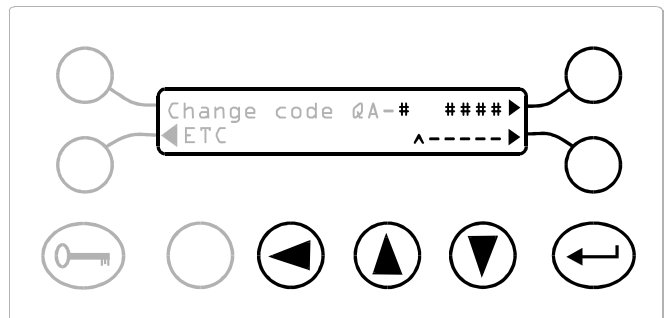 Change code QA-# ####
ETC ^-----